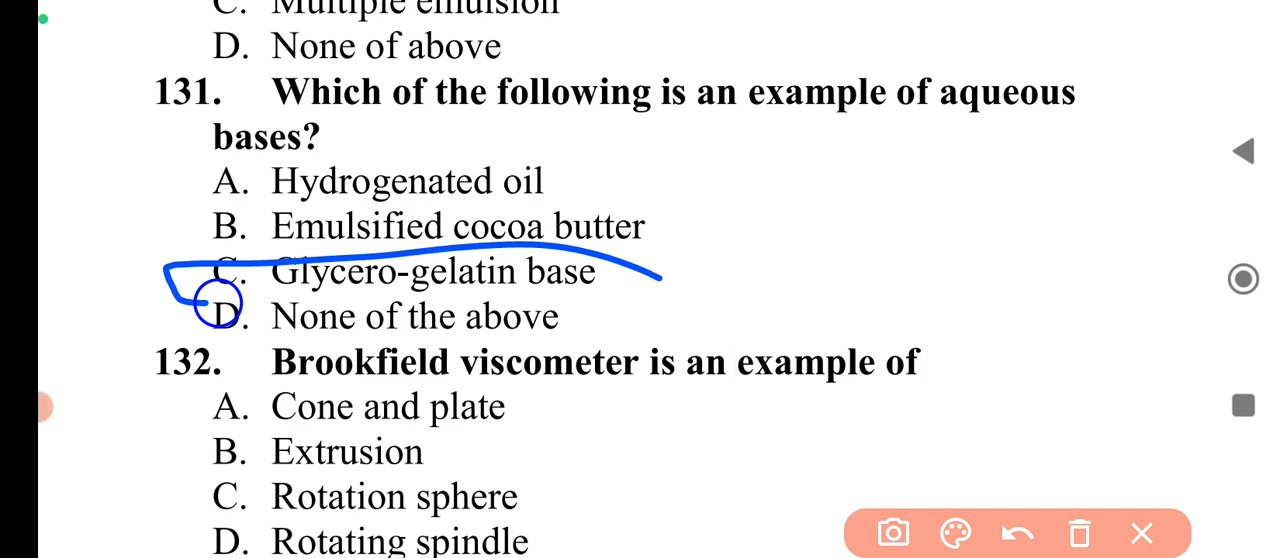 C. Multiple emulsion
D. None of above
131. Which of the following is an example of aqueous
bases?
A. Hydrogenated oil
B. Emulsified cocoa butter
C. Glycero-gelatin base
D. None of the above
132. Brookfield viscometer is an example of
A. Cone and plate
B. Extrusion
C. Rotation sphere
D. Rotating spindle